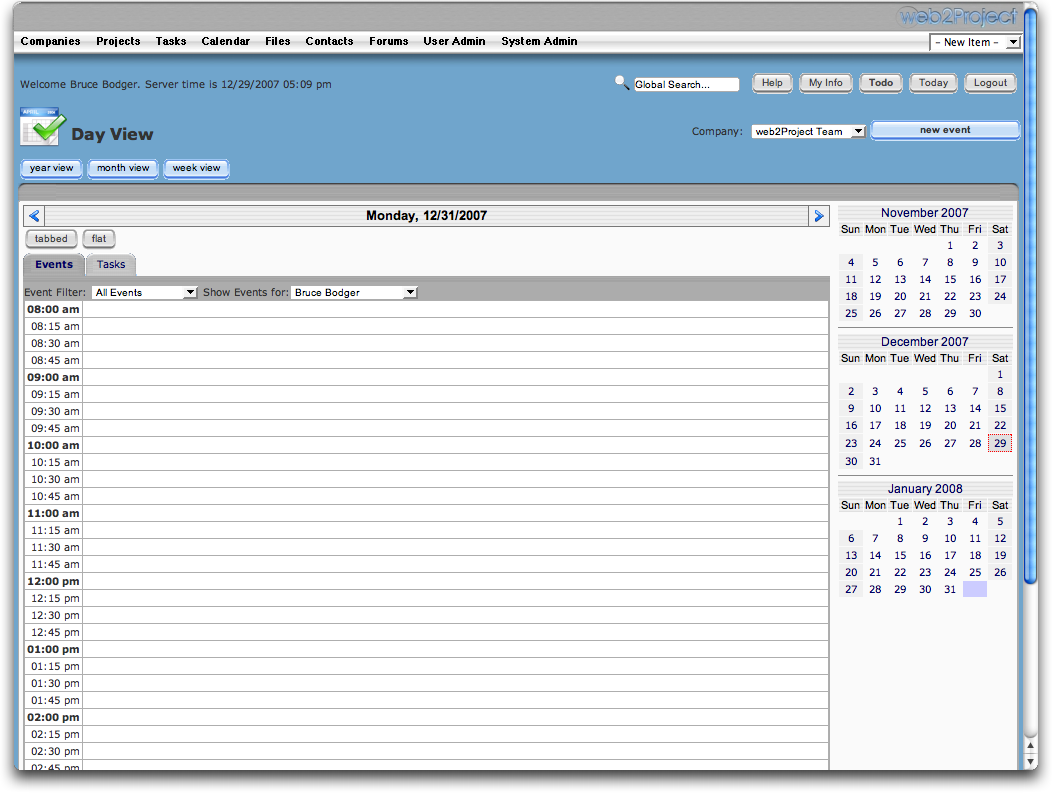 web2Project
Companies Projects Tasks Calendar Files Contacts Forums User Admin System Admin - New Item -
Welcome Bruce Bodger. Server time is 12/29/2007 05:09 pm Global Search... Help My Info Todo Today Logout
Day View Company: web2Project Team new event
year view month view week view
Monday, 12/31/2007
tabbed flat
Events Tasks
Event Filter: All Events Show Events for: Bruce Bodger
08:00 am
08:15 am
08:30 am
08:45 am
09:00 am
09:15 am
09:30 am
09:45 am
10:00 am
10:15 am
10:30 am
10:45 am
11:00 am
11:15 am
11:30 am
11:45 am
12:00 pm
12:15 pm
12:30 pm
12:45 pm
01:00 pm
01:15 pm
01:30 pm
01:45 pm
02:00 pm
02:15 pm
02:30 pm
02:45 pm
November 2007
Sun Mon Tue Wed Thu Fri Sat
1 2 3
4 5 6 7 8 9 10
11 12 13 14 15 16 17
18 19 20 21 22 23 24
25 26 27 28 29 30
December 2007
Sun Mon Tue Wed Thu Fri Sat
1
2 3 4 5 6 7 8
9 10 11 12 13 14 15
16 17 18 19 20 21 22
23 24 25 26 27 28 29
30 31
January 2008
Sun Mon Tue Wed Thu Fri Sat
1 2 3 4 5
6 7 8 9 10 11 12
13 14 15 16 17 18 19
20 21 22 23 24 25 26
27 28 29 30 31